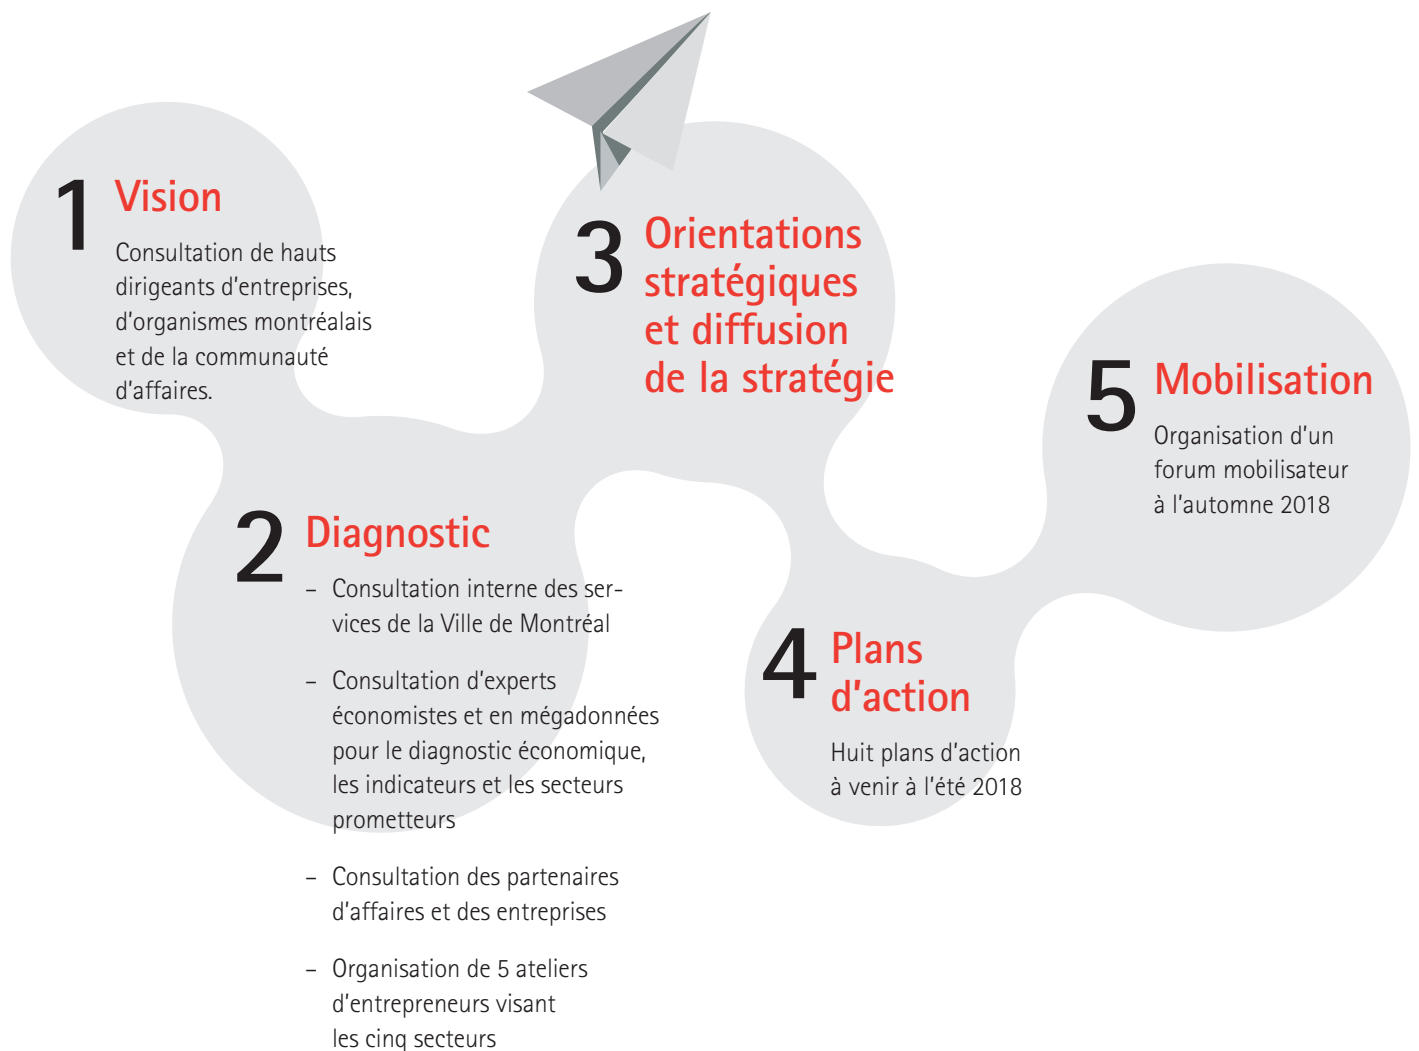 1 Vision
Consultation de hauts
dirigeants d'entreprises,
d'organismes montréalais
et de la communauté
d'affaires.
2 Diagnostic
– Consultation interne des ser-
vices de la Ville de Montréal
– Consultation d'experts
économistes et en mégadonnées
pour le diagnostic économique,
les indicateurs et les secteurs
prometteurs
– Consultation des partenaires
d'affaires et des entreprises
– Organisation de 5 ateliers
d'entrepreneurs visant
les cinq secteurs
3 Orientations
stratégiques
et diffusion
de la stratégie
4 Plans
d'action
Huit plans d'action
à venir à l'été 2018
5 Mobilisation
Organisation d'un
forum mobilisateur
à l'automne 2018